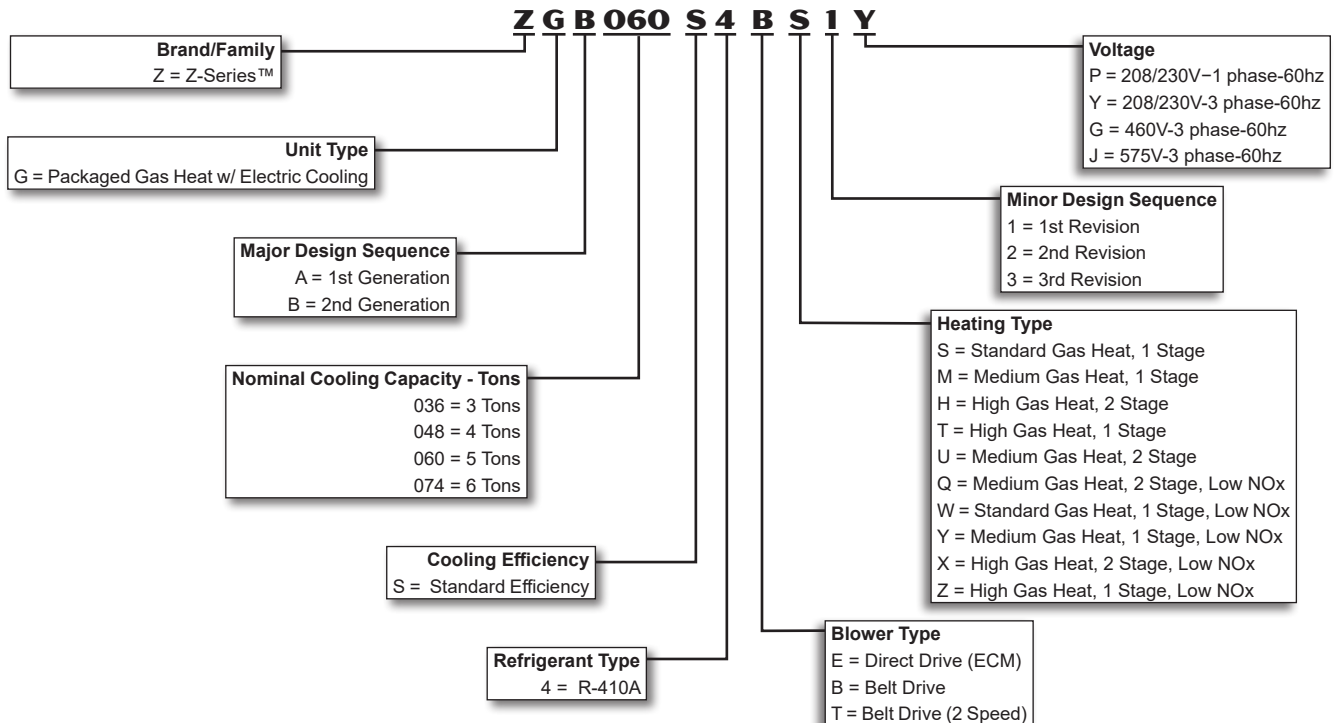 Z G B 060 S 4 B S 1 Y
Brand/Family
Z = Z-Series™
Unit Type
G = Packaged Gas Heat w/ Electric Cooling
Major Design Sequence
A = 1st Generation
B = 2nd Generation
Nominal Cooling Capacity - Tons
036 = 3 Tons
048 = 4 Tons
060 = 5 Tons
074 = 6 Tons
Cooling Efficiency
S = Standard Efficiency
Refrigerant Type
4 = R-410A
Voltage
P = 208/230V−1 phase-60hz
Y = 208/230V-3 phase-60hz
G = 460V-3 phase-60hz
J = 575V-3 phase-60hz
Minor Design Sequence
1 = 1st Revision
2 = 2nd Revision
3 = 3rd Revision
Heating Type
S = Standard Gas Heat, 1 Stage
M = Medium Gas Heat, 1 Stage
H = High Gas Heat, 2 Stage
T = High Gas Heat, 1 Stage
U = Medium Gas Heat, 2 Stage
Q = Medium Gas Heat, 2 Stage, Low NOx
W = Standard Gas Heat, 1 Stage, Low NOx
Y = Medium Gas Heat, 1 Stage, Low NOx
X = High Gas Heat, 2 Stage, Low NOx
Z = High Gas Heat, 1 Stage, Low NOx
Blower Type
E = Direct Drive (ECM)
B = Belt Drive
T = Belt Drive (2 Speed)